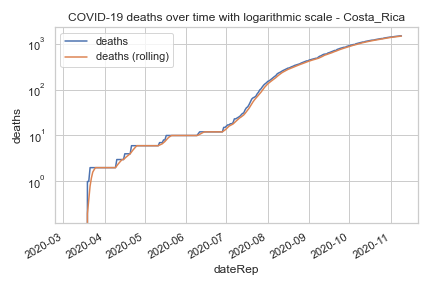 COVID-19 deaths over time with logarithmic scale - Costa_Rica
deaths
deaths (rolling)
10³
10²
10¹
10⁰
deaths
2020-03
2020-04
2020-05
2020-06
2020-07
2020-08
2020-09
2020-10
2020-11
dateRep